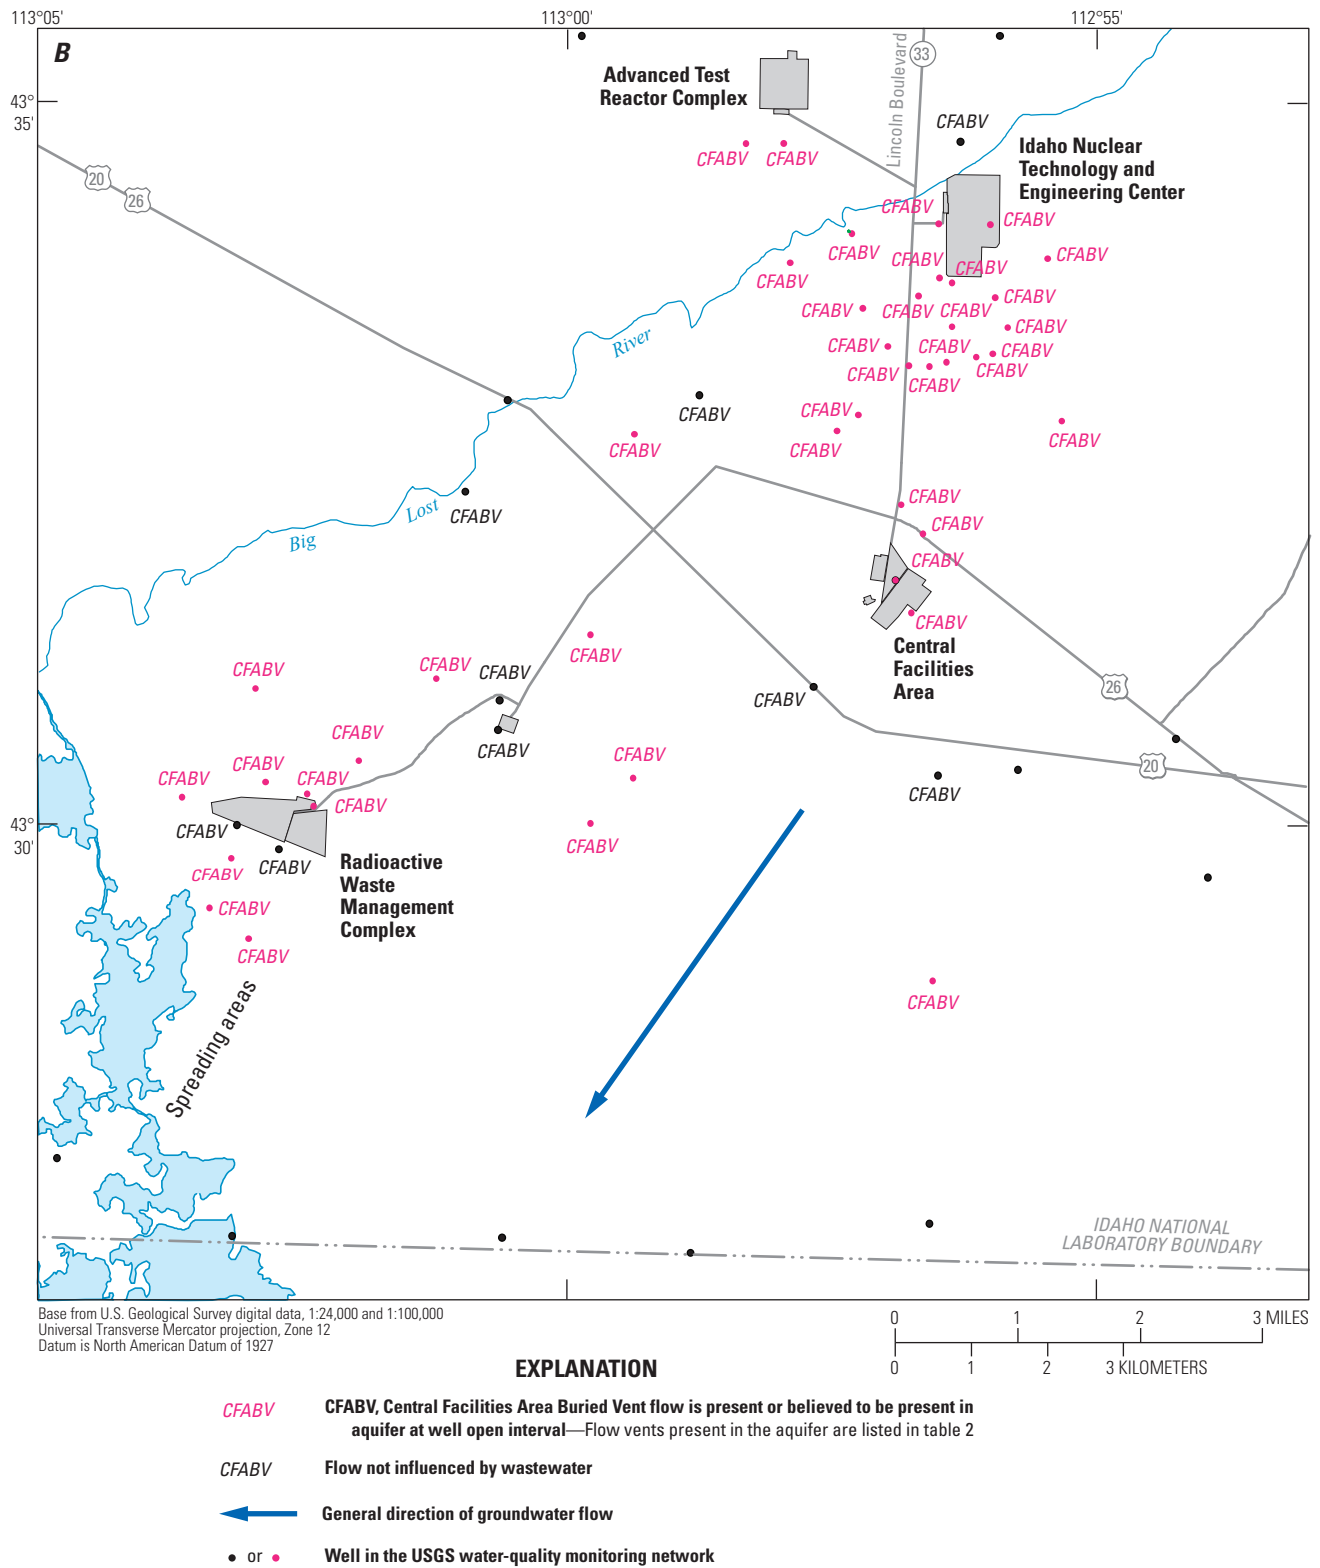 113°05'
113°00'
112°55'
B
33
Lincoln Boulevard
Advanced Test
Reactor Complex
43°
35'
CFABV
Idaho Nuclear
Technology and
Engineering Center
CFABV
CFABV
20
26
CFABV
CFABV
CFABV
CFABV
CFABV
CFABV
CFABV
CFABV
CFABV
CFABV
CFABV
CFABV
CFABV
River
CFABV
CFABV
CFABV
CFABV
CFABV
CFABV
CFABV
CFABV
CFABV
CFABV
CFABV
CFABV
CFABV
Lost
CFABV
Big
CFABV
CFABV
CFABV
Central
Facilities
Area
CFABV
CFABV
CFABV
CFABV
CFABV
26
CFABV
CFABV
CFABV
20
CFABV
CFABV
CFABV
CFABV
CFABV
CFABV
43°
30'
CFABV
CFABV
CFABV
CFABV
Radioactive
Waste
Management
Complex
CFABV
CFABV
Spreading areas
CFABV
IDAHO NATIONAL
LABORATORY BOUNDARY
Base from U.S. Geological Survey digital data, 1:24,000 and 1:100,000
Universal Transverse Mercator projection, Zone 12
Datum is North American Datum of 1927
0 1 2 3 MILES
0 1 2 3 KILOMETERS
EXPLANATION
CFABV CFABV, Central Facilities Area Buried Vent flow is present or believed to be present in
aquifer at well open interval—Flow vents present in the aquifer are listed in table 2
CFABV Flow not influenced by wastewater
General direction of groundwater flow
or Well in the USGS water-quality monitoring network